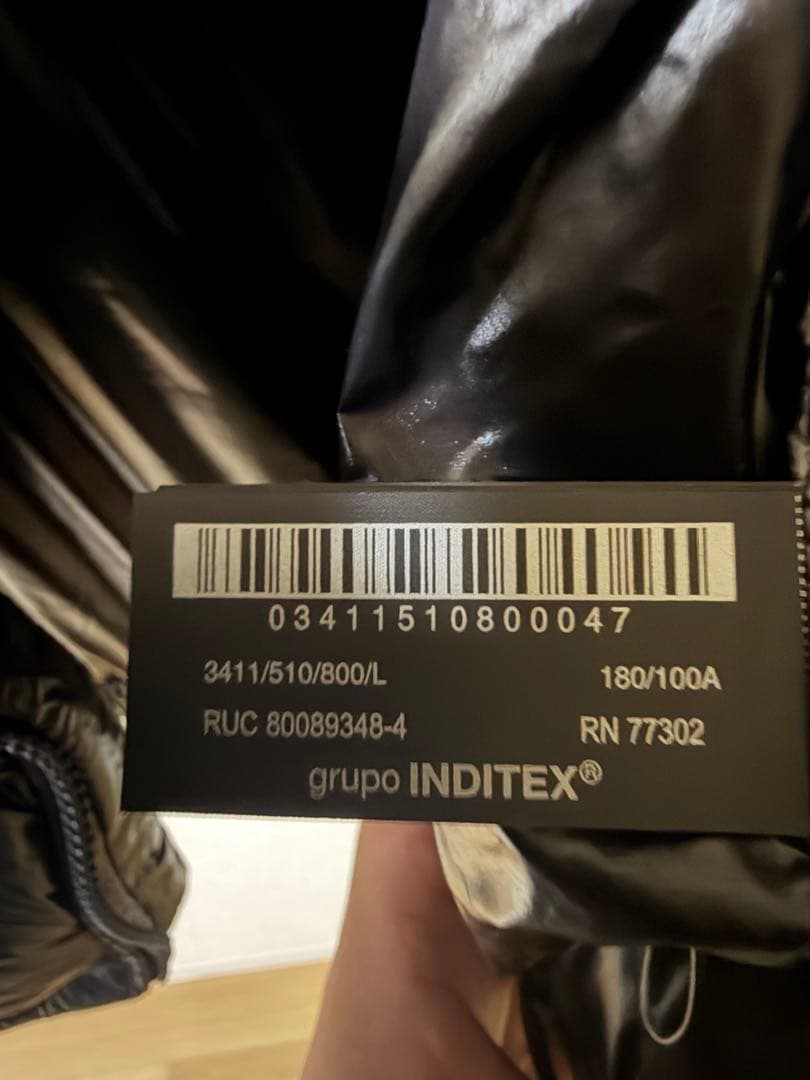 03411510800047
3411/510/800/L 180/100A
RUC 80089348-4 RN 77302
grupo INDITEX®